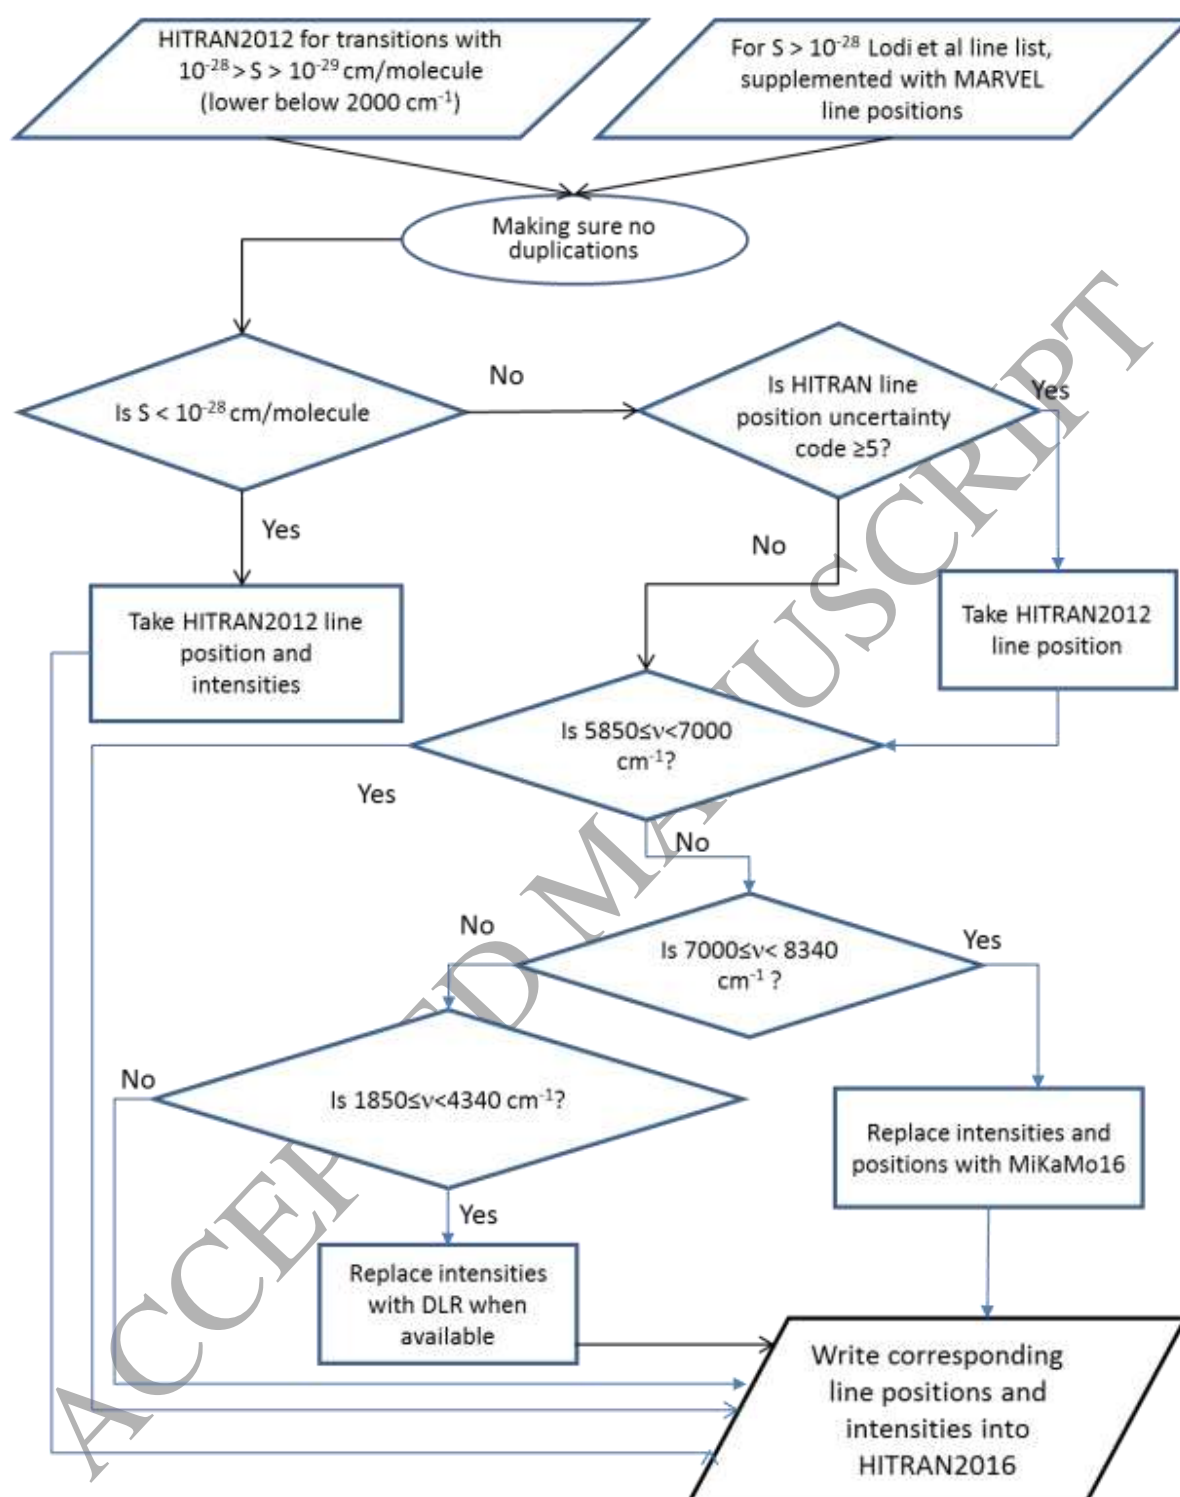 HITRAN2012 for transitions with
10⁻²⁸ > S > 10⁻²⁹ cm/molecule
(lower below 2000 cm⁻¹)
For S > 10⁻²⁸ Lodi et al line list,
supplemented with MARVEL
line positions
Making sure no
duplications
Is S < 10⁻²⁸ cm/molecule
No
Is HITRAN line
position uncertainty
code ≥5?
Yes
Yes
No
Take HITRAN2012 line
position and
intensities
Take HITRAN2012
line position
Is 5850≤ν<7000
cm⁻¹?
Yes
No
Is 7000≤ν< 8340
cm⁻¹ ?
No
Yes
Is 1850≤ν<4340 cm⁻¹?
No
Yes
Replace intensities and
positions with MiKaMo16
Replace intensities
with DLR when
available
Write corresponding
line positions and
intensities into
HITRAN2016
ACCEPTED MANUSCRIPT